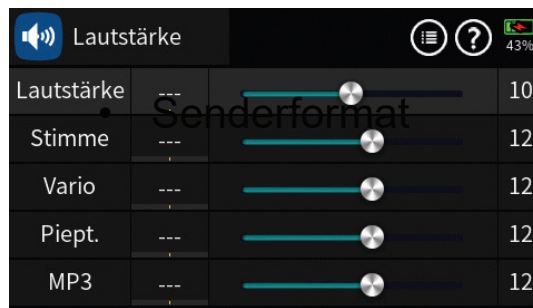 Lautstärke
43%
Lautstärke --- 10
• Senderformat
Stimme --- 12
Vario --- 12
Piept. --- 12
MP3 --- 12